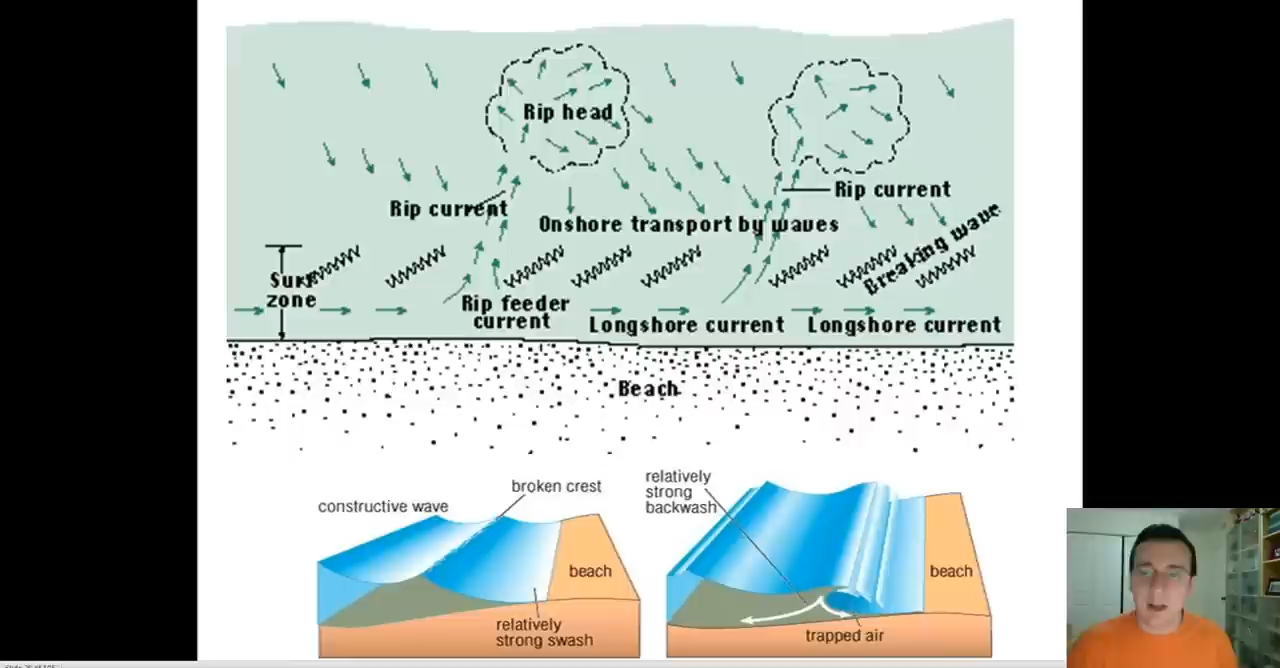 Rip head
Rip current
Rip current
Onshore transport by waves
Breaking wave
Surf
zone
Rip feeder
current
Longshore current
Longshore current
Beach
constructive wave
broken crest
beach
relatively
strong swash
relatively
strong
backwash
beach
trapped air